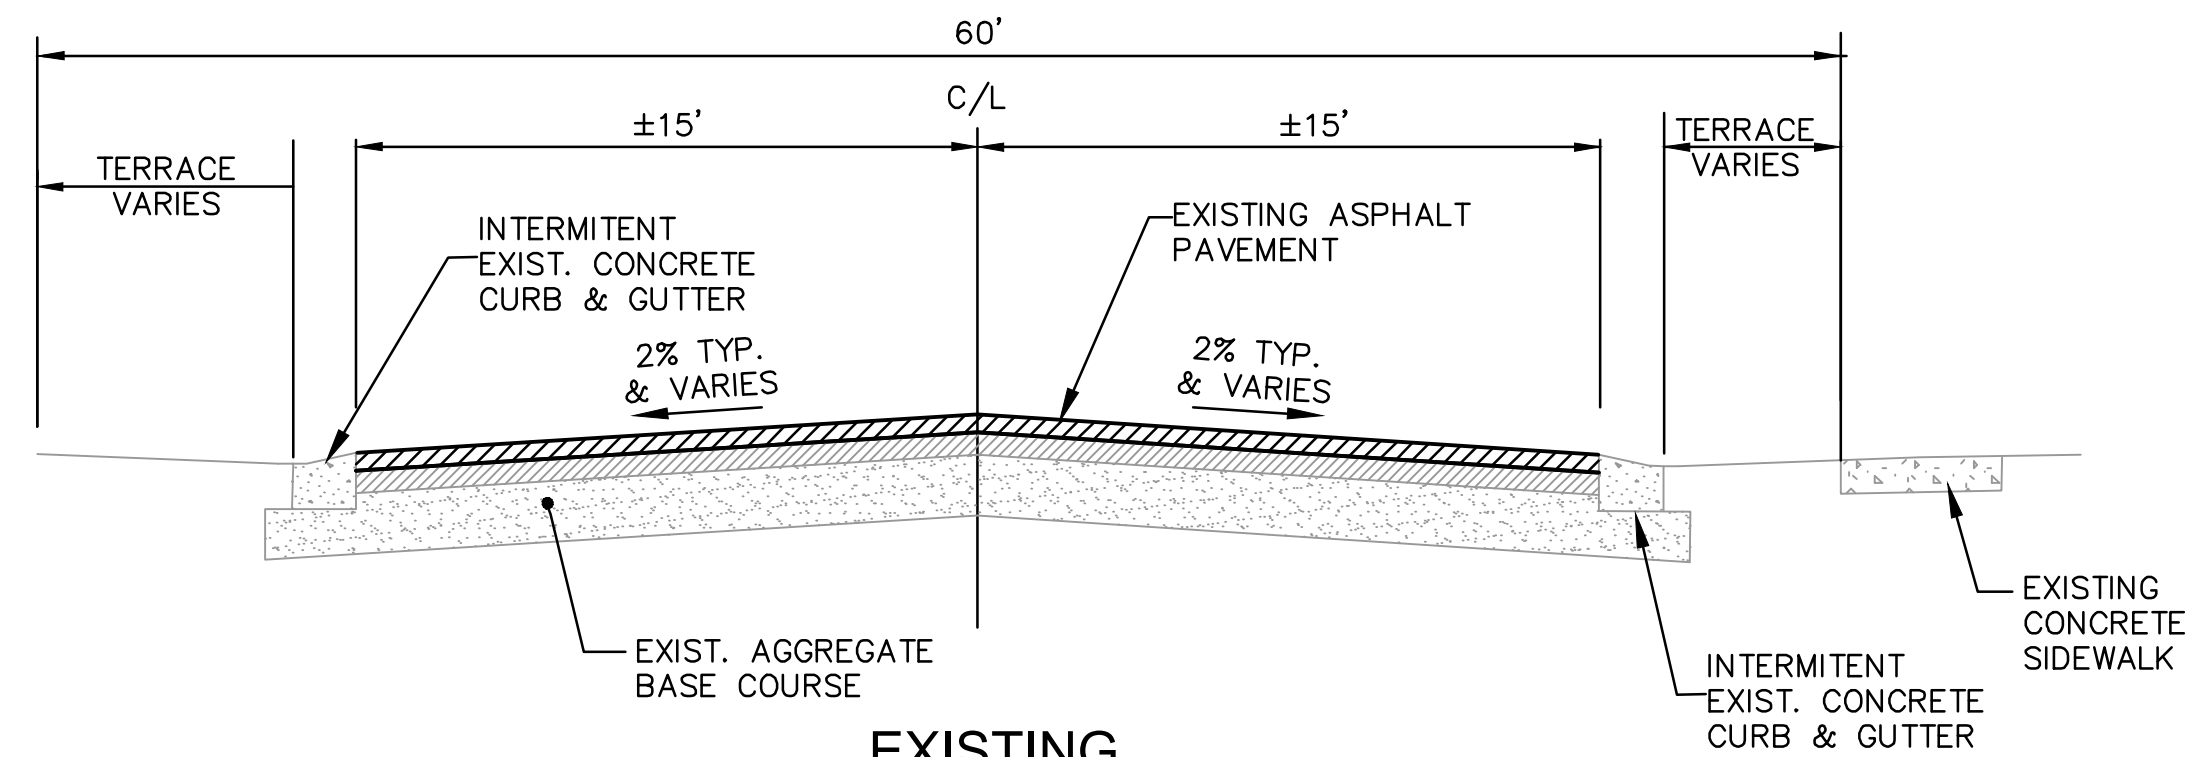 60'
C/L
±15'
±15'
TERRACE
VARIES
TERRACE
VARIES
INTERMITENT
EXIST. CONCRETE
CURB & GUTTER
EXISTING ASPHALT
PAVEMENT
2% TYP.
& VARIES
2% TYP.
& VARIES
EXIST. AGGREGATE
BASE COURSE
EXISTING
CONCRETE
SIDEWALK
INTERMITENT
EXIST. CONCRETE
CURB & GUTTER
EXISTING